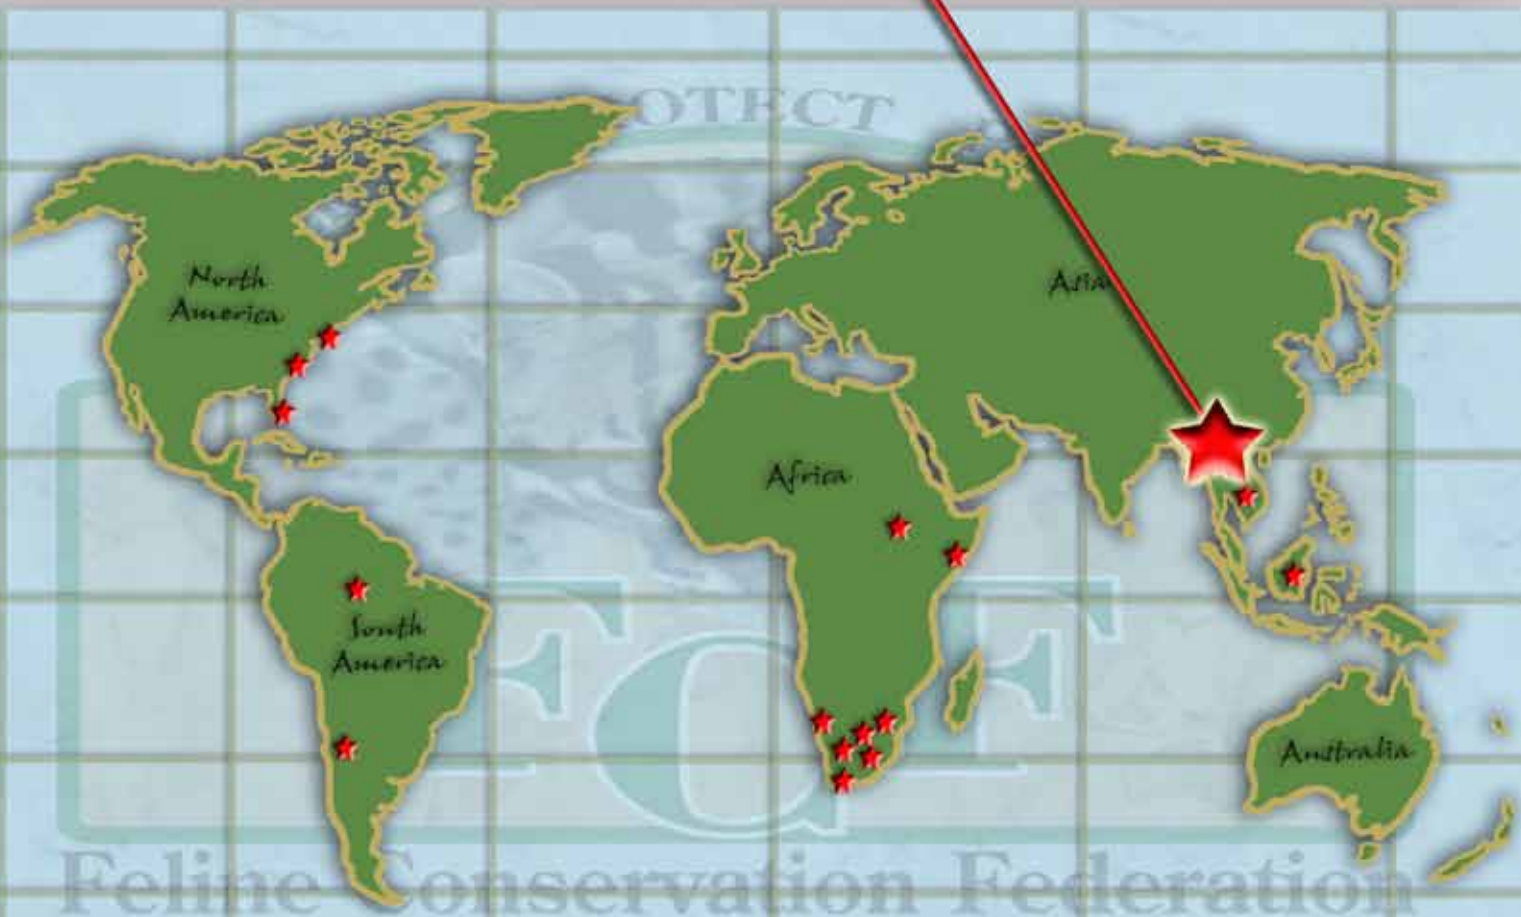 OTECT
North
America
Asia
Africa
South
America
Australia
FCF
Feline Conservation Federation